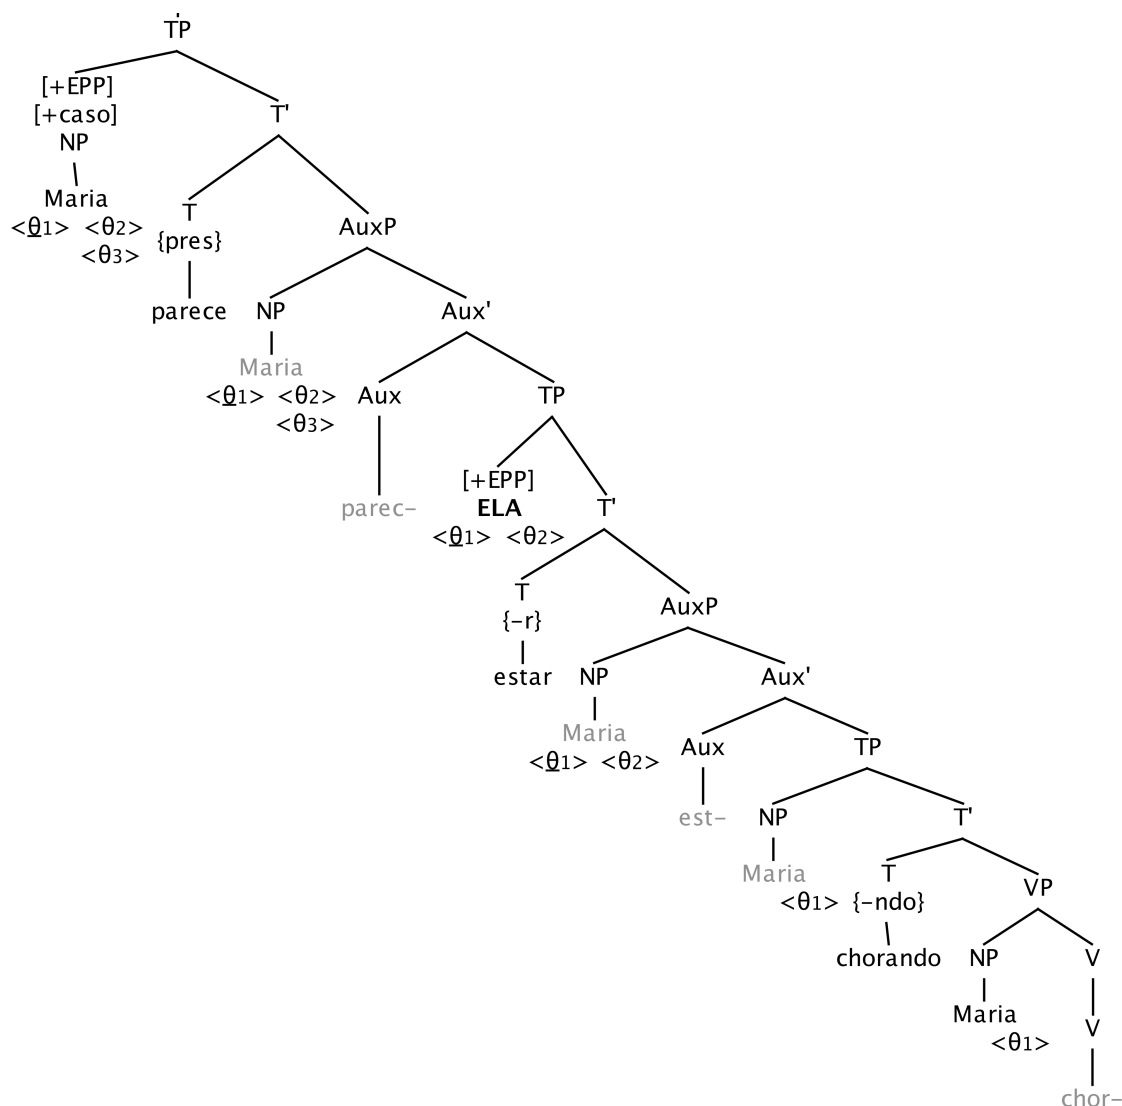 TP
[+EPP]
[+caso] T'
NP
Maria T
<θ1> <θ2> {pres} AuxP
<θ3>
parece NP Aux'
Maria
<θ1> <θ2> Aux TP
<θ3>
[+EPP]
parec- ELA T'
<θ1> <θ2>
T
{-r} AuxP
estar NP Aux'
Maria
<θ1> <θ2> Aux TP
est- NP T'
Maria T
<θ1> {-ndo} VP
chorando NP V
Maria V
<θ1>
chor-